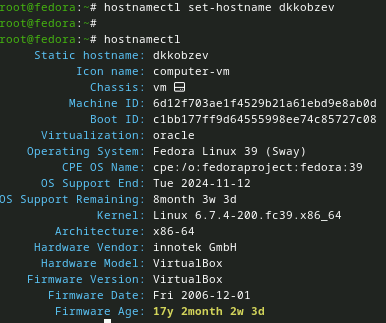 root@fedora:~# hostnamectl set-hostname dkkobzev
root@fedora:~#
root@fedora:~# hostnamectl
Static hostname: dkkobzev
Icon name: computer-vm
Chassis: vm 🖴
Machine ID: 6d12f703ae1f4529b21a61ebd9e8ab0d
Boot ID: c1bb177ff9d64555998ee74c85727c08
Virtualization: oracle
Operating System: Fedora Linux 39 (Sway)
CPE OS Name: cpe:/o:fedoraproject:fedora:39
OS Support End: Tue 2024-11-12
OS Support Remaining: 8month 3w 3d
Kernel: Linux 6.7.4-200.fc39.x86_64
Architecture: x86-64
Hardware Vendor: innotek GmbH
Hardware Model: VirtualBox
Firmware Version: VirtualBox
Firmware Date: Fri 2006-12-01
Firmware Age: 17y 2month 2w 3d